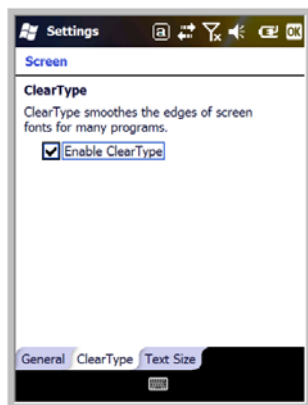 Settings a OK
Screen
ClearType
ClearType smoothes the edges of screen
fonts for many programs.
Enable ClearType
General ClearType Text Size